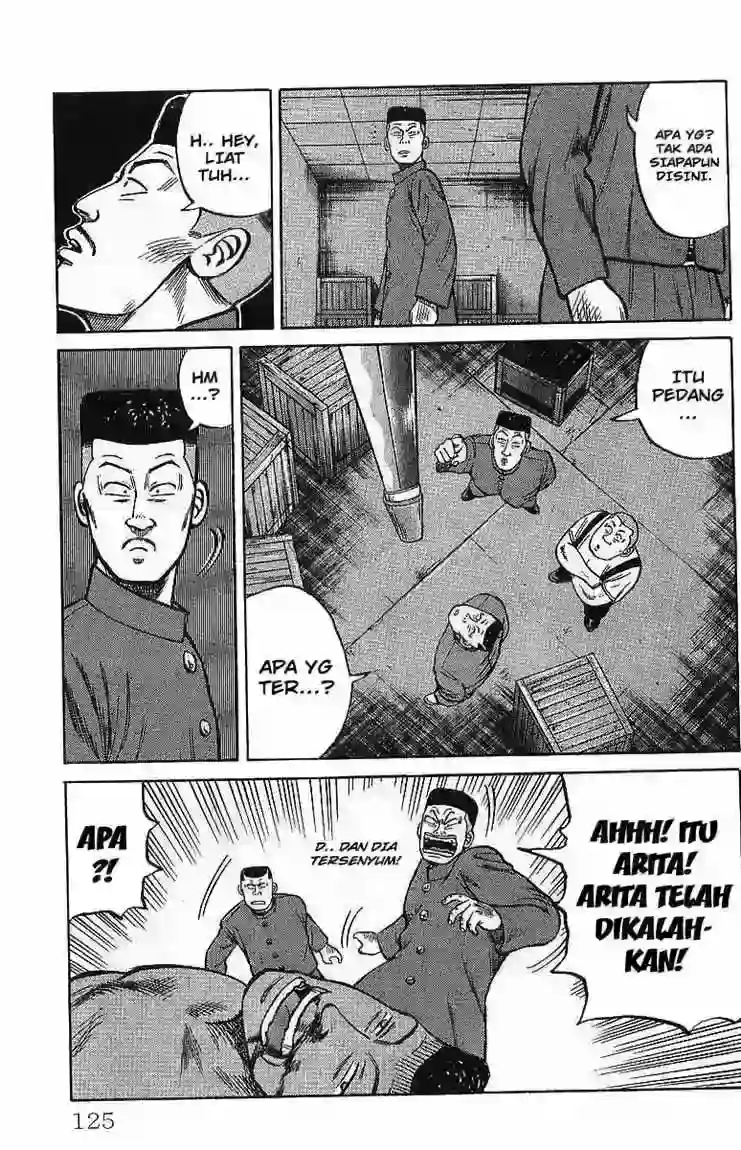 APA YG?
TAK ADA
SIAPAPUN
DISINI.
H.. HEY,
LIAT
TUH...
ITU
PEDANG
...
APA YG
TER...?
HM
...?
AHHH! ITU
ARITA!
ARITA TELAH
DIKALAH-
KAN!
D.. DAN DIA
TERSENYUM!
APA
?!
125